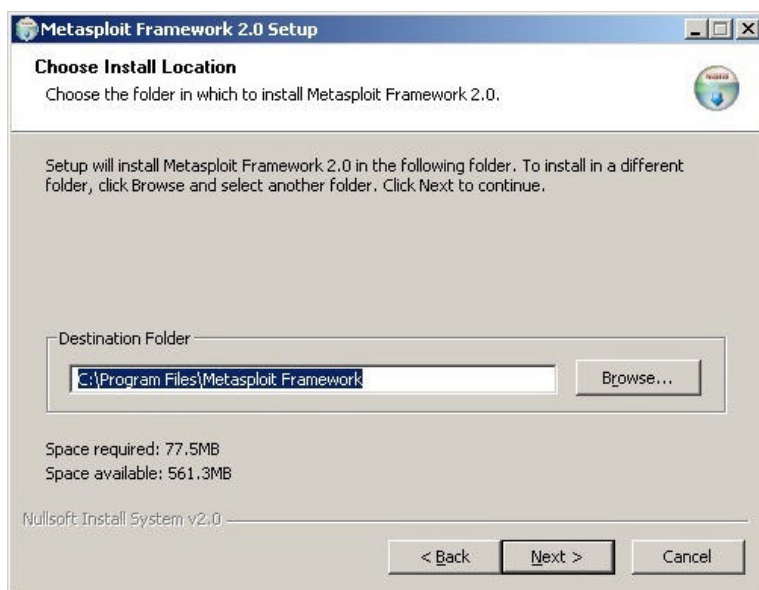 Metasploit Framework 2.0 Setup
Choose Install Location
Choose the folder in which to install Metasploit Framework 2.0.
Setup will install Metasploit Framework 2.0 in the following folder. To install in a different
folder, click Browse and select another folder. Click Next to continue.
Destination Folder
C:\Program Files\Metasploit Framework
Browse...
Space required: 77.5MB
Space available: 561.3MB
Nullsoft Install System v2.0
< Back
Next >
Cancel